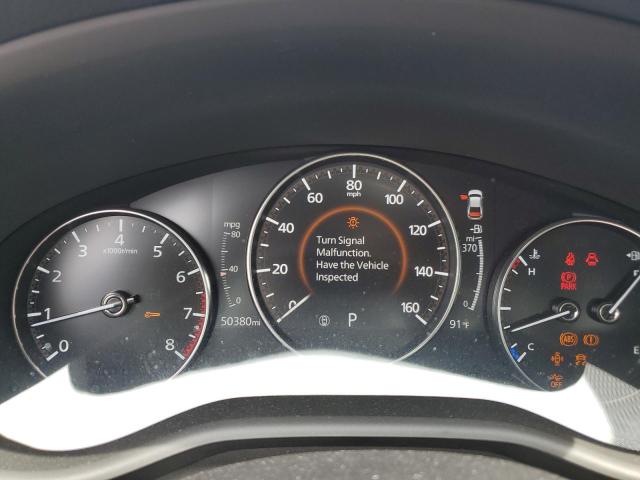 0 1 2 3 4 5 6 7 8
x1000r/min
mpg
80
40
0
50380mi
0 20 40 60 80 100 120 140 160
mph
Turn Signal
Malfunction.
Have the Vehicle
Inspected
P
mi
370
0
91°F
H
C
F
E
P
PARK
ABS
OFF